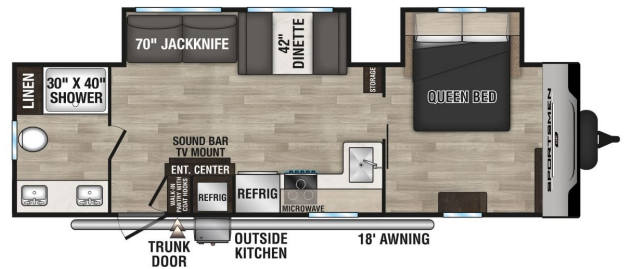 70" JACKKNIFE
42"
DINETTE
LINEN
30" X 40"
SHOWER
STORAGE
QUEEN BED
SOUND BAR
TV MOUNT
ENT. CENTER
WALK-IN
PANTRY WITH
COAT HOOKS
REFRIG
REFRIG
MICROWAVE
SPORTSMEN
TRUNK
DOOR
OUTSIDE
KITCHEN
18' AWNING